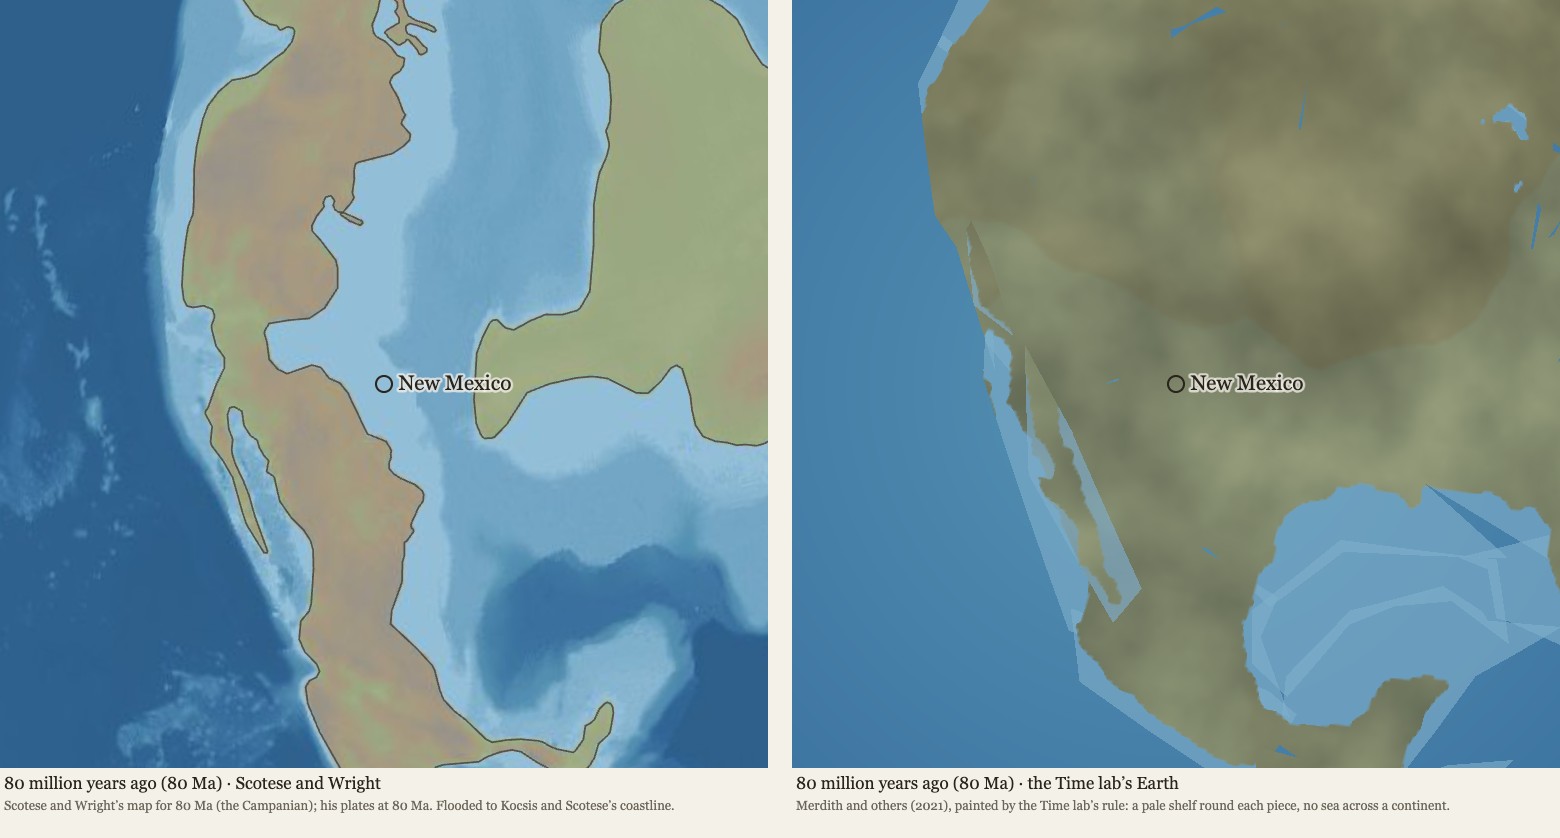 New Mexico
80 million years ago (80 Ma) · Scotese and Wright
Scotese and Wright's map for 80 Ma (the Campanian); his plates at 80 Ma. Flooded to Kocsis and Scotese's coastline.
New Mexico
80 million years ago (80 Ma) · the Time lab's Earth
Merdith and others (2021), painted by the Time lab's rule: a pale shelf round each piece, no sea across a continent.